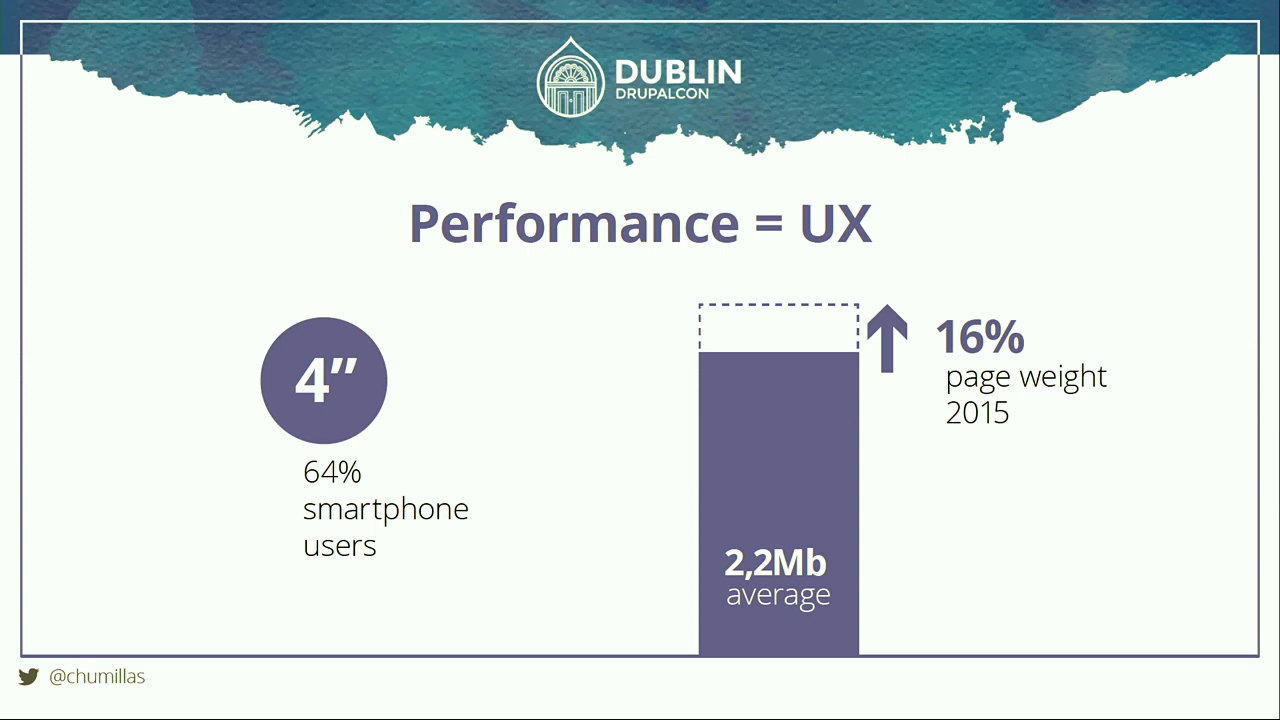 DUBLIN
DRUPALCON
Performance = UX
4”
64%
smartphone
users
16%
page weight
2015
2,2Mb
average
@chumillas